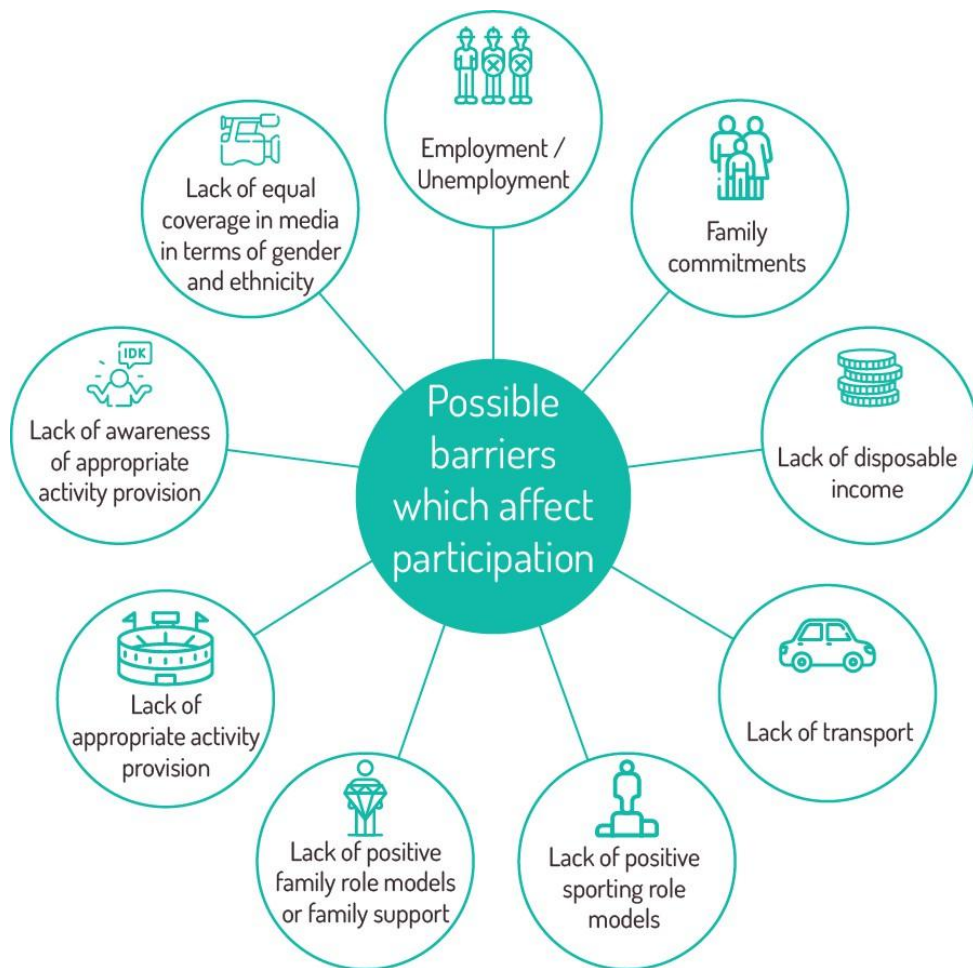 Possible
barriers
which affect
participation
Employment /
Unemployment
Family
commitments
Lack of disposable
income
Lack of transport
Lack of positive
sporting role
models
Lack of positive
family role models
or family support
Lack of
appropriate activity
provision
IDK
Lack of awareness
of appropriate
activity provision
Lack of equal
coverage in media
in terms of gender
and ethnicity